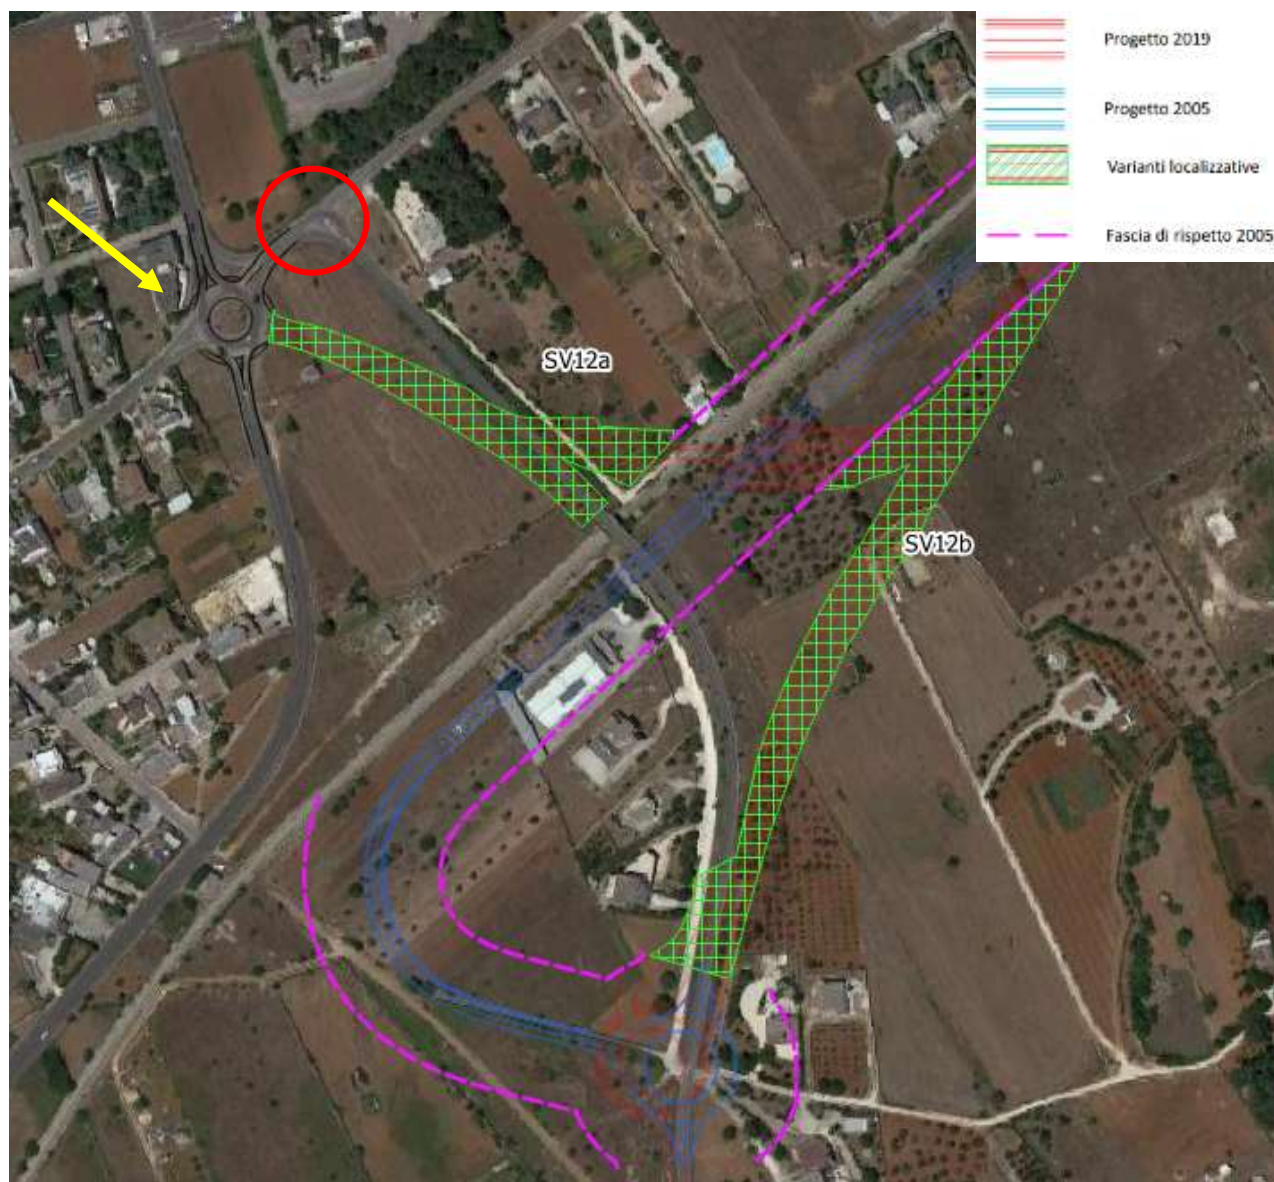 Progetto 2019
Progetto 2005
Varianti localizzative
Fascia di rispetto 2005
SV12a
SV12b